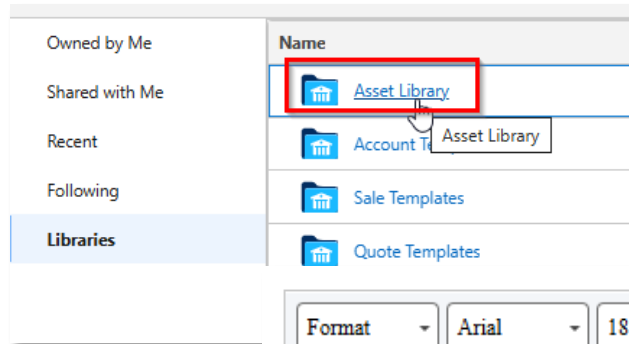 Owned by Me
Shared with Me
Recent
Following
Libraries
Name
Asset Library
Asset Library
Account Te
Sale Templates
Quote Templates
Format
Arial
18